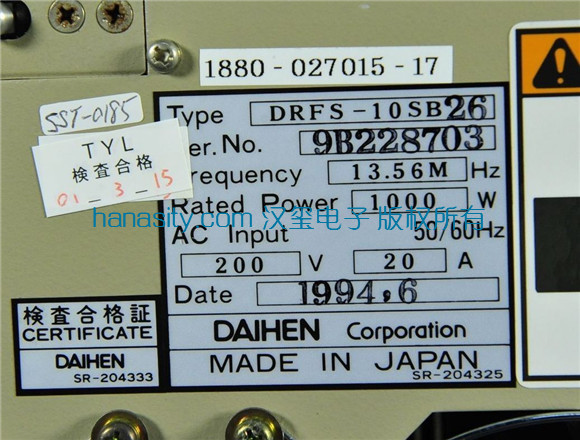 1880-027015-17
SST-0185
TYL
検査合格
01-3-15
Type DRFS-10SB26
er.No. 9B228703
requency 13.56M Hz
Rated Power 1000 W
hanasity.com 汉玺电子 版权所有
AC Input 50/60Hz
200 V 20 A
Date 1994.6
検査合格証
CERTIFICATE
DAIHEN
SR-204333
DAIHEN Corporation
MADE IN JAPAN
SR-204325